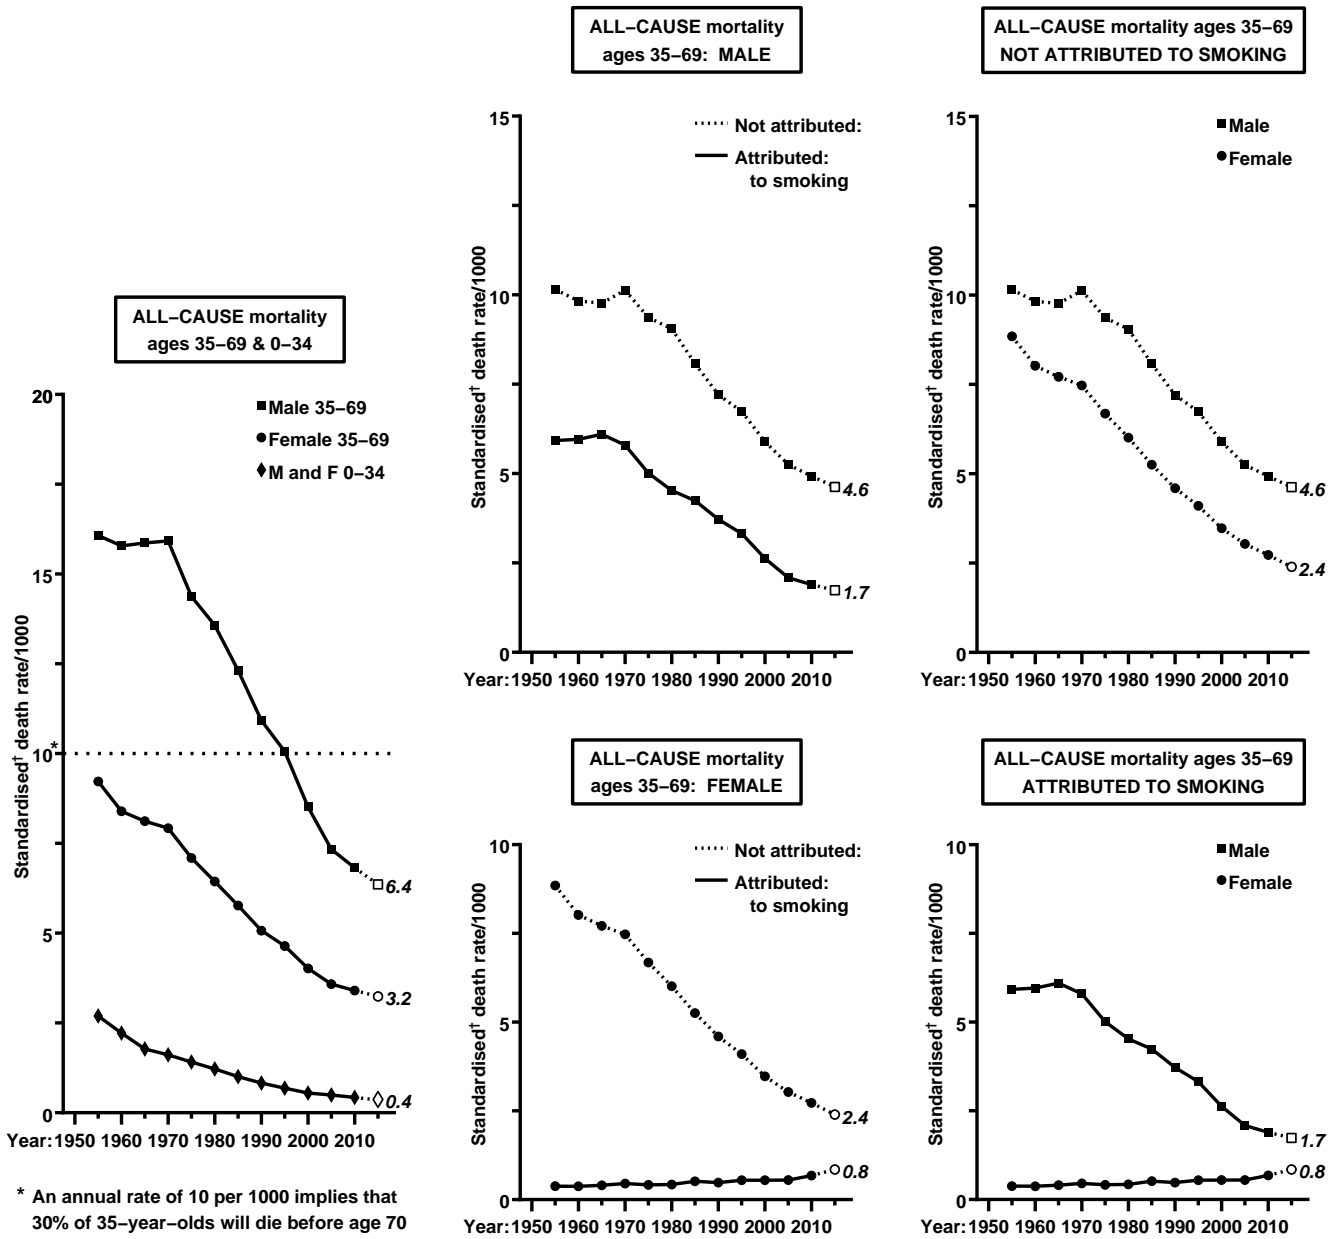 ALL−CAUSE mortality
ages 35−69 & 0−34
Male 35−69
Female 35−69
M and F 0−34
Standardised† death rate/1000
20
15
10*
5
0
6.4
3.2
0.4
Year: 1950 1960 1970 1980 1990 2000 2010
* An annual rate of 10 per 1000 implies that
30% of 35−year−olds will die before age 70
ALL−CAUSE mortality
ages 35−69: MALE
Not attributed:
Attributed:
to smoking
Standardised† death rate/1000
15
10
5
0
4.6
1.7
Year: 1950 1960 1970 1980 1990 2000 2010
ALL−CAUSE mortality ages 35−69
NOT ATTRIBUTED TO SMOKING
Male
Female
Standardised† death rate/1000
15
10
5
0
4.6
2.4
Year: 1950 1960 1970 1980 1990 2000 2010
ALL−CAUSE mortality
ages 35−69: FEMALE
Not attributed:
Attributed:
to smoking
Standardised† death rate/1000
10
5
0
2.4
0.8
Year: 1950 1960 1970 1980 1990 2000 2010
ALL−CAUSE mortality ages 35−69
ATTRIBUTED TO SMOKING
Male
Female
Standardised† death rate/1000
10
5
0
1.7
0.8
Year: 1950 1960 1970 1980 1990 2000 2010